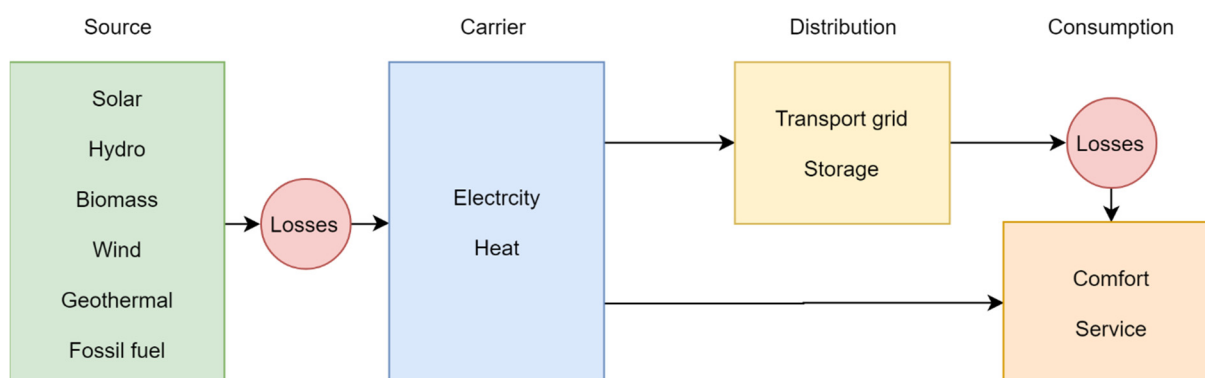 Source
Carrier
Distribution
Consumption
Solar
Hydro
Biomass
Wind
Geothermal
Fossil fuel
Losses
Electrcity
Heat
Transport grid
Storage
Losses
Comfort
Service